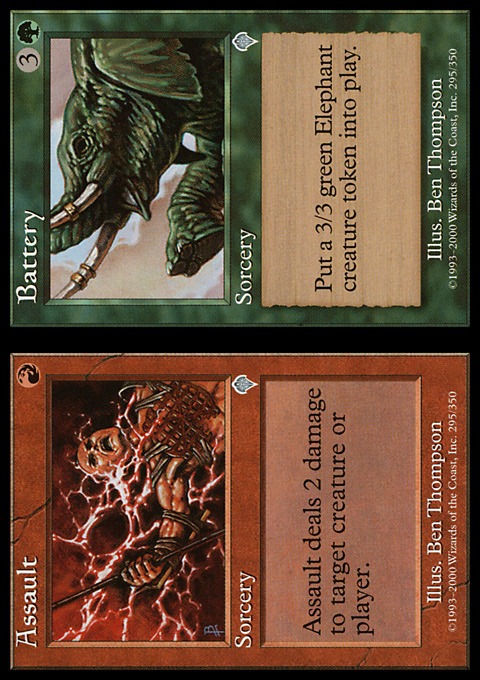 Assault
Sorcery
Assault deals 2 damage
to target creature or
player.
Illus. Ben Thompson
©1993-2000 Wizards of the Coast, Inc. 295/350
Battery
3
Sorcery
Put a 3/3 green Elephant
creature token into play.
Illus. Ben Thompson
©1993-2000 Wizards of the Coast, Inc. 295/350